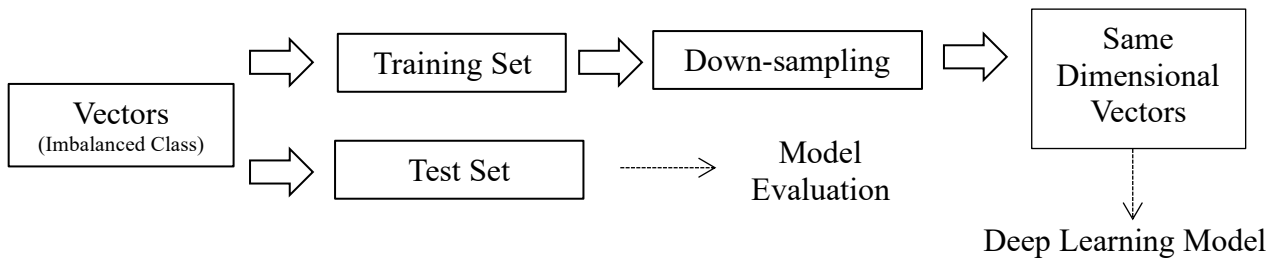 Vectors
(Imbalanced Class)
Training Set
Down-sampling
Same
Dimensional
Vectors
Test Set
Model
Evaluation
Deep Learning Model